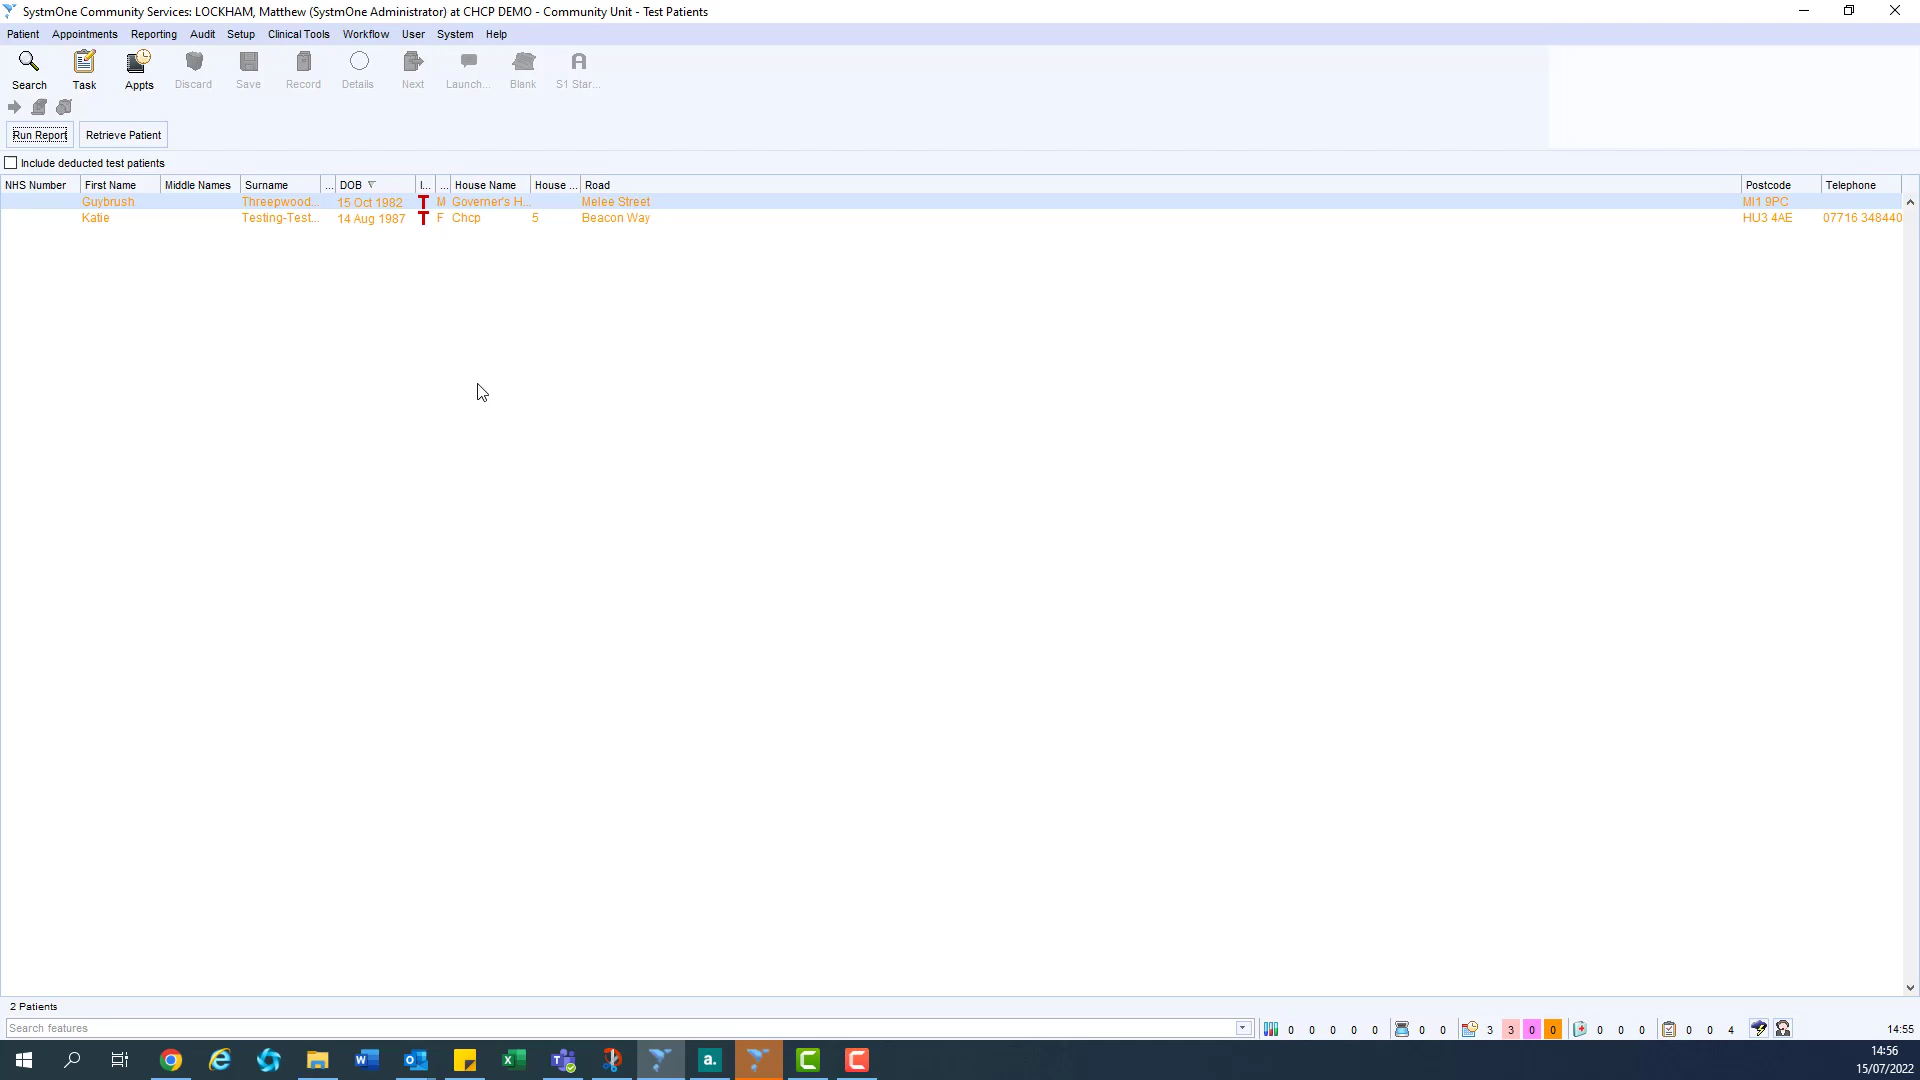 SystmOne Community Services: LOCKHAM, Matthew (SystmOne Administrator) at CHCP DEMO - Community Unit - Test Patients
Patient Appointments Reporting Audit Setup Clinical Tools Workflow User System Help
Search Task Appts Discard Save Record Details Next Launch... Blank S1 Star...
Run Report Retrieve Patient
Include deducted test patients
NHS Number First Name Middle Names Surname ... DOB I... ... House Name House ... Road Postcode Telephone
Guybrush Threepwood... 15 Oct 1982 T M Governer's H... Melee Street MI1 9PC
Katie Testing-Test... 14 Aug 1987 T F Chcp 5 Beacon Way HU3 4AE 07716 348440
2 Patients
Search features 0 0 0 0 0 0 0 3 3 0 0 0 0 0 0 0 4 14:55
a. 14:56
15/07/2022